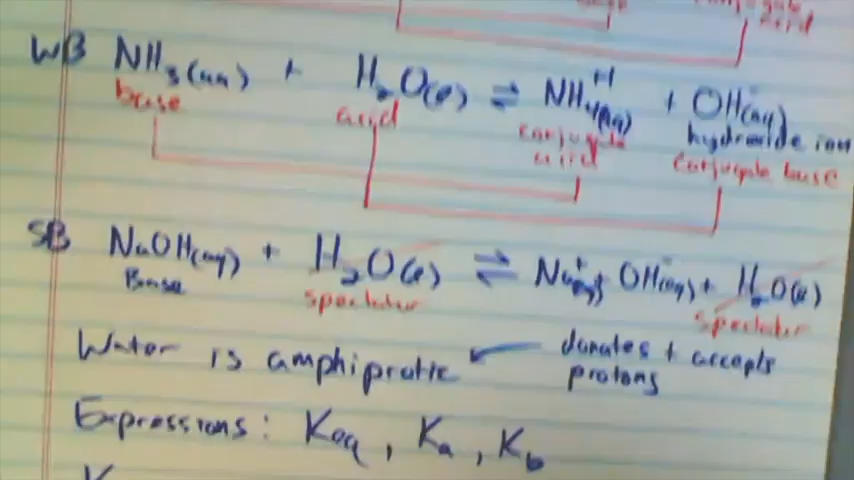 acid
WB NH₃(aq) + H₂O(l) ⇌ NH₄⁺(aq) + OH⁻(aq)
base acid conjugate acid hydroxide ion
conjugate base
SB NaOH(aq) + H₂O(l) ⇌ Na⁺(aq) + OH⁻(aq) + H₂O(l)
Base spectator spectator
Water is amphiprotic ← donates + accepts protons
Expressions: Keq, Ka, Kb
K